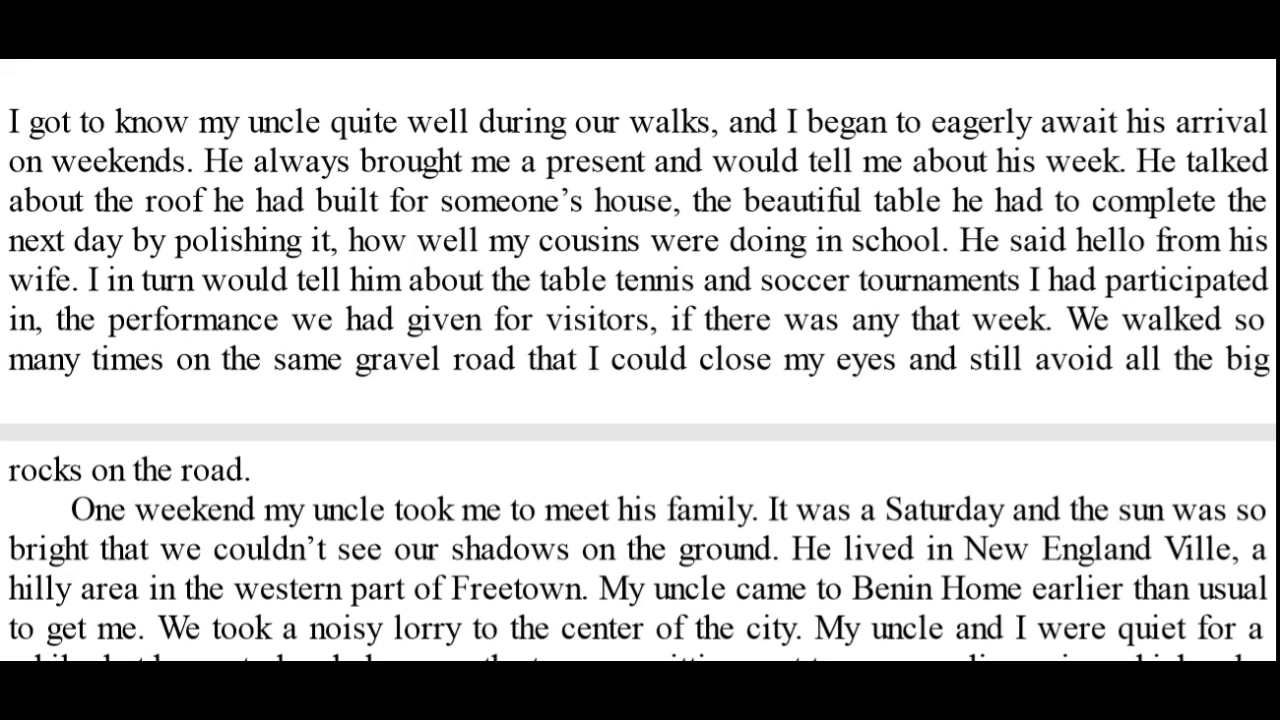 I got to know my uncle quite well during our walks, and I began to eagerly await his arrival
on weekends. He always brought me a present and would tell me about his week. He talked
about the roof he had built for someone’s house, the beautiful table he had to complete the
next day by polishing it, how well my cousins were doing in school. He said hello from his
wife. I in turn would tell him about the table tennis and soccer tournaments I had participated
in, the performance we had given for visitors, if there was any that week. We walked so
many times on the same gravel road that I could close my eyes and still avoid all the big
rocks on the road.
One weekend my uncle took me to meet his family. It was a Saturday and the sun was so
bright that we couldn’t see our shadows on the ground. He lived in New England Ville, a
hilly area in the western part of Freetown. My uncle came to Benin Home earlier than usual
to get me. We took a noisy lorry to the center of the city. My uncle and I were quiet for a